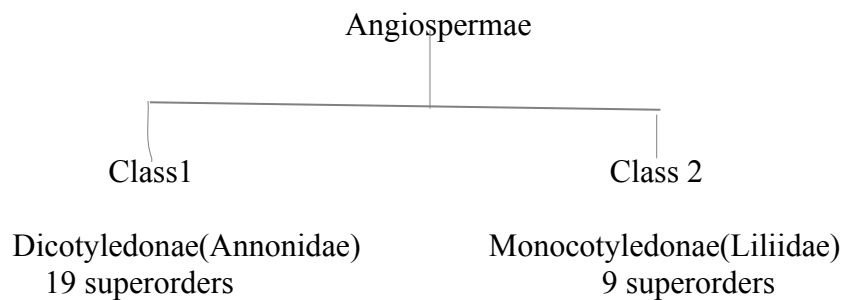 Angiospermae
Class1 Class 2
Dicotyledonae(Annonidae) Monocotyledonae(Liliidae)
19 superorders 9 superorders